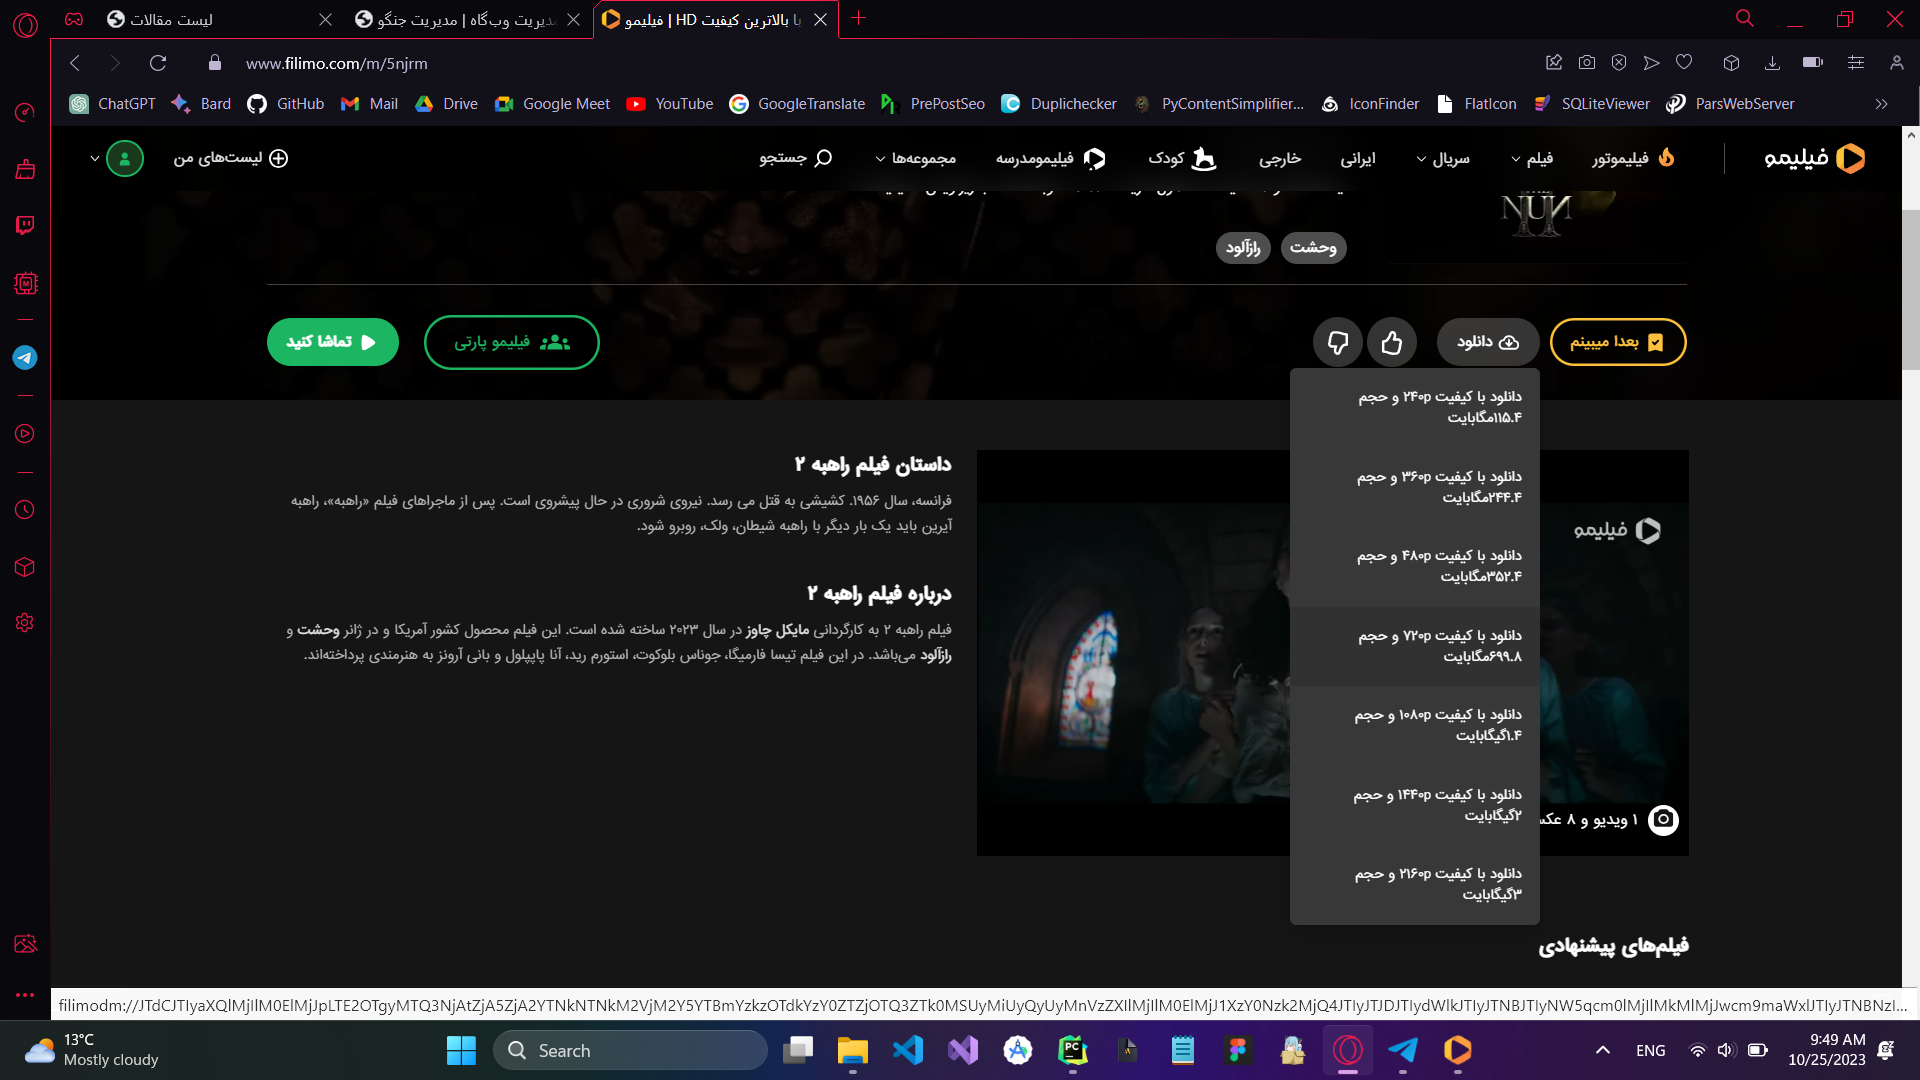 لیست مقالات
مدیریت وب‌گاه | مدیریت جنگو
با بالاترین کیفیت HD | فیلیمو
www.filimo.com/m/5njrm
ChatGPT
Bard
GitHub
Mail
Drive
Google Meet
YouTube
GoogleTranslate
PrePostSeo
Duplichecker
PyContentSimplifier...
IconFinder
FlatIcon
SQLiteViewer
ParsWebServer
فیلیمو
فیلیموتور
فیلم
سریال
ایرانی
خارجی
کودک
فیلیمومدرسه
مجموعه‌ها
جستجو
لیست‌های من
NUN
II
وحشت
رازآلود
بعدا میبینم
دانلود
فیلیمو پارتی
تماشا کنید
دانلود با کیفیت ۲۴۰p و حجم
۱۱۵.۴مگابایت
دانلود با کیفیت ۳۶۰p و حجم
۲۴۴.۴مگابایت
دانلود با کیفیت ۴۸۰p و حجم
۳۵۲.۴مگابایت
دانلود با کیفیت ۷۲۰p و حجم
۶۹۹.۸مگابایت
دانلود با کیفیت ۱۰۸۰p و حجم
۱.۴گیگابایت
دانلود با کیفیت ۱۴۴۰p و حجم
۲گیگابایت
دانلود با کیفیت ۲۱۶۰p و حجم
۳گیگابایت
فیلیمو
۱ ویدیو و ۸ عکس
داستان فیلم راهبه ۲
فرانسه، سال ۱۹۵۶. کشیشی به قتل می رسد. نیروی شروری در حال پیشروی است. پس از ماجراهای فیلم «راهبه»، راهبه
آیرین باید یک بار دیگر با راهبه شیطان، ولک، روبرو شود.
درباره فیلم راهبه ۲
فیلم راهبه ۲ به کارگردانی مایکل چاوز در سال ۲۰۲۳ ساخته شده است. این فیلم محصول کشور آمریکا و در ژانر وحشت و
رازآلود می‌باشد. در این فیلم تیسا فارمیگا، جوناس بلوکوت، استورم رید، آنا پاپپلول و بانی آرونز به هنرمندی پرداخته‌اند.
فیلم‌های پیشنهادی
13°C
Mostly cloudy
Search
ENG
9:49 AM
10/25/2023